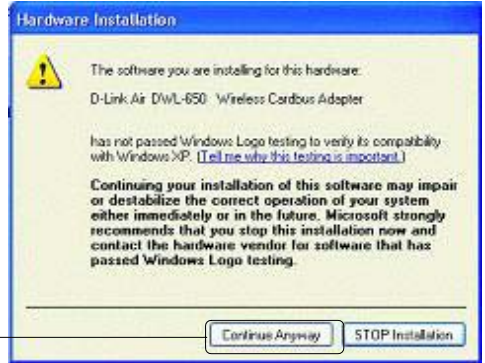 Hardware Installation
The software you are installing for this hardware:
D-Link Air DWL-650 Wireless Cardbus Adapter
has not passed Windows Logo testing to verify its compatibility
with Windows XP. (Tell me why this testing is important.)
Continuing your installation of this software may impair
or destabilize the correct operation of your system
either immediately or in the future. Microsoft strongly
recommends that you stop this installation now and
contact the hardware vendor for software that has
passed Windows Logo testing.
Continue Anyway STOP Installation